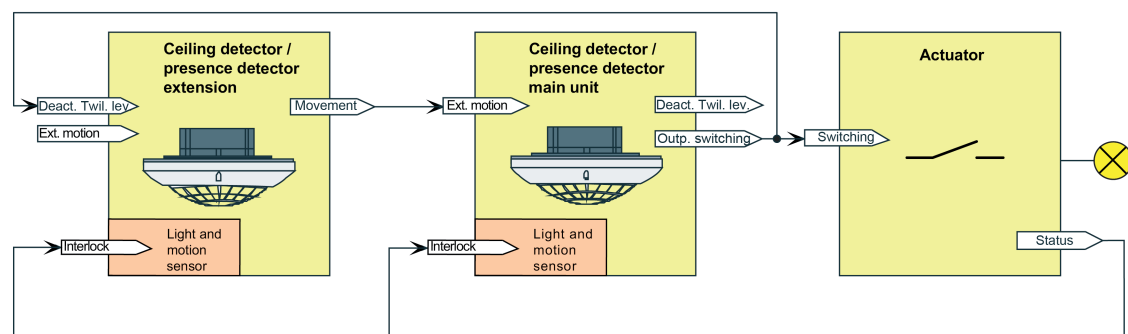 Ceiling detector /
presence detector
extension
Deact. Twil. lev.
Ext. motion
Movement
Interlock
Light and
motion
sensor
Ceiling detector /
presence detector
main unit
Ext. motion
Deact. Twil. lev.
Outp. switching
Interlock
Light and
motion
sensor
Actuator
Switching
Status